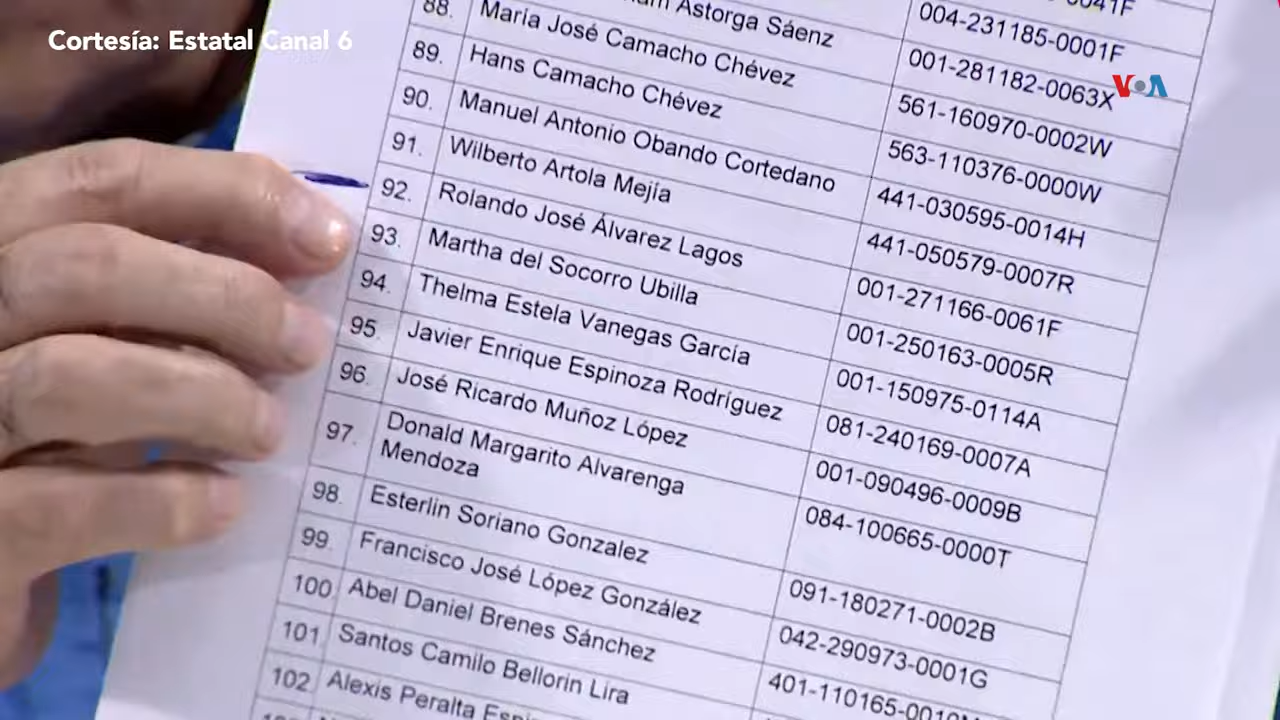 Cortesía: Estatal Canal 6
VOA
004-231185-0001F
Astorga Sáenz 001-281182-0063X
88. María José Camacho Chévez 561-160970-0002W
89. Hans Camacho Chévez 563-110376-0000W
90. Manuel Antonio Obando Cortedano 441-030595-0014H
91. Wilberto Artola Mejía 441-050579-0007R
92. Rolando José Álvarez Lagos 001-271166-0061F
93. Martha del Socorro Ubilla 001-250163-0005R
94. Thelma Estela Vanegas García 001-150975-0114A
95. Javier Enrique Espinoza Rodríguez 081-240169-0007A
96. José Ricardo Muñoz López 001-090496-0009B
97. Donald Margarito Alvarenga 084-100665-0000T
Mendoza
98. Esterlin Soriano Gonzalez 091-180271-0002B
99. Francisco José López González 042-290973-0001G
100 Abel Daniel Brenes Sánchez
101 Santos Camilo Bellorin Lira
102 Alexis Peralta